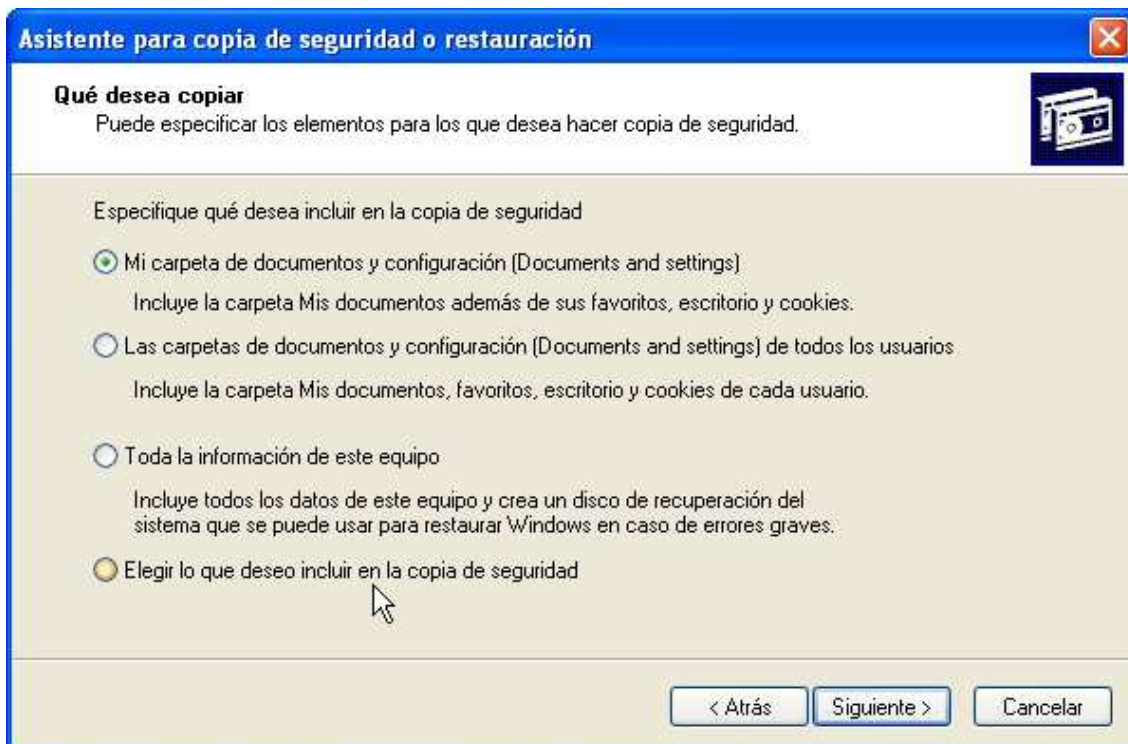 Asistente para copia de seguridad o restauración
Qué desea copiar
Puede especificar los elementos para los que desea hacer copia de seguridad.
Especifique qué desea incluir en la copia de seguridad
Mi carpeta de documentos y configuración (Documents and settings)
Incluye la carpeta Mis documentos además de sus favoritos, escritorio y cookies.
Las carpetas de documentos y configuración (Documents and settings) de todos los usuarios
Incluye la carpeta Mis documentos, favoritos, escritorio y cookies de cada usuario.
Toda la información de este equipo
Incluye todos los datos de este equipo y crea un disco de recuperación del
sistema que se puede usar para restaurar Windows en caso de errores graves.
Elegir lo que deseo incluir en la copia de seguridad
< Atrás Siguiente > Cancelar